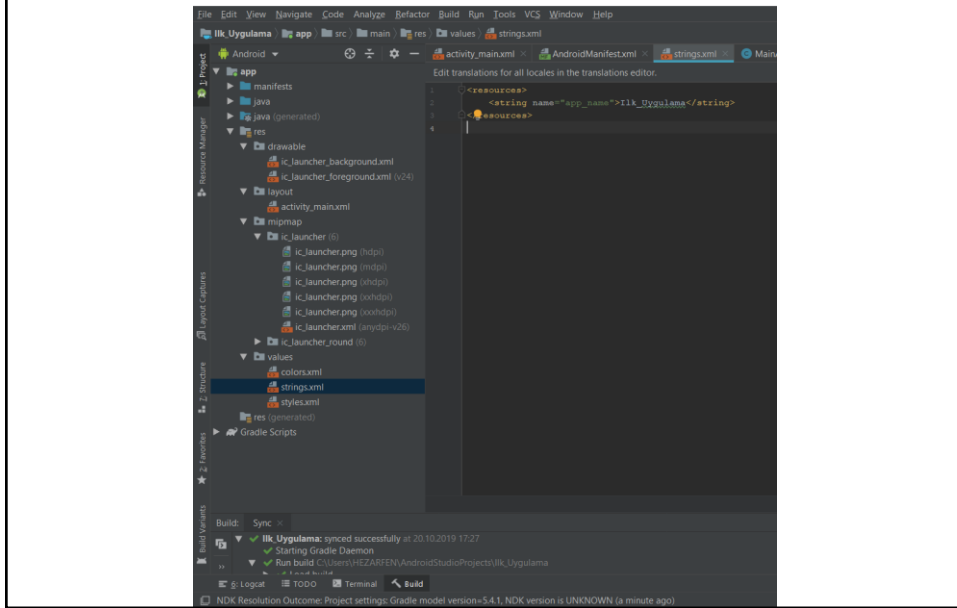 File Edit View Navigate Code Analyze Refactor Build Run Tools VCS Window Help
Ilk_Uygulama app src main res values strings.xml
Android
activity_main.xml AndroidManifest.xml strings.xml Main
Edit translations for all locales in the translations editor.
1: Project
Resource Manager
Layout Captures
Z: Structure
2: Favorites
Build Variants
app
manifests
java
java (generated)
res
drawable
ic_launcher_background.xml
ic_launcher_foreground.xml (v24)
layout
activity_main.xml
mipmap
ic_launcher (6)
ic_launcher.png (hdpi)
ic_launcher.png (mdpi)
ic_launcher.png (xhdpi)
ic_launcher.png (xxhdpi)
ic_launcher.png (xxxhdpi)
ic_launcher.xml (anydpi-v26)
ic_launcher_round (6)
values
colors.xml
strings.xml
styles.xml
res (generated)
Gradle Scripts
1 <resources>
2 <string name="app_name">Ilk_Uygulama</string>
3 </resources>
4
Build: Sync
Ilk_Uygulama: synced successfully at 20.10.2019 17:27
Starting Gradle Daemon
Run build C:\Users\HEZARFEN\AndroidStudioProjects\Ilk_Uygulama
6: Logcat TODO Terminal Build
NDK Resolution Outcome: Project settings: Gradle model version=5.4.1, NDK version is UNKNOWN (a minute ago)